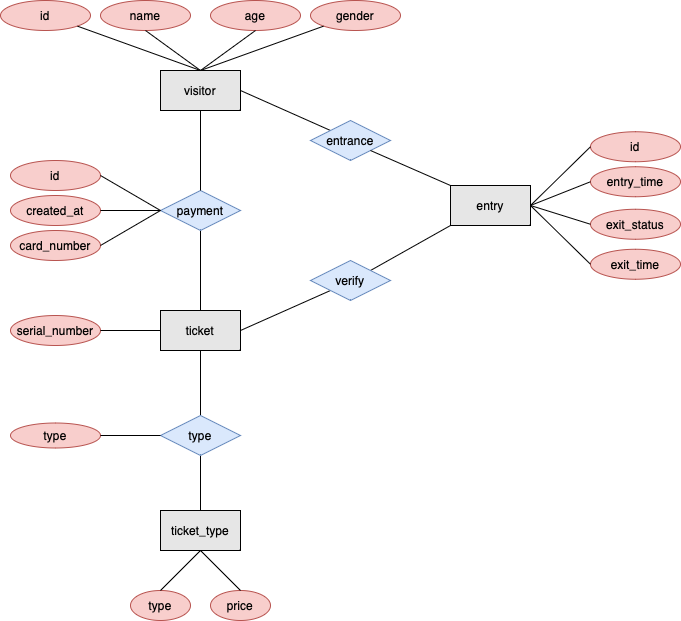 id
name
age
gender
visitor
entrance
id
entry_time
exit_status
exit_time
entry
id
created_at
card_number
payment
verify
serial_number
ticket
type
type
ticket_type
type
price